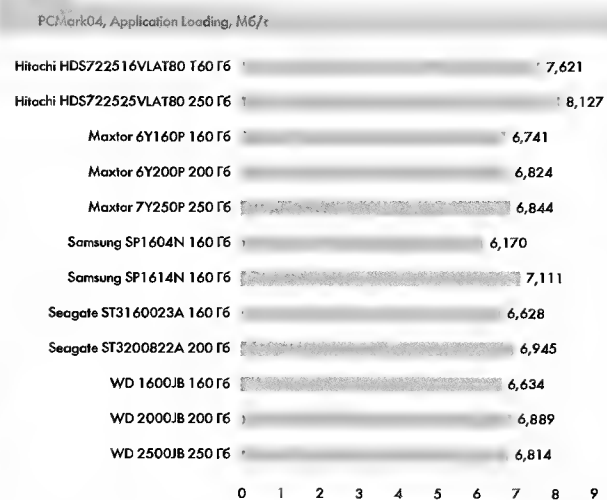 PCMark04, Application Loading, Мб/с
Hitachi HDS722516VLAT80 160 Гб 7,621
Hitachi HDS722525VLAT80 250 Гб 8,127
Maxtor 6Y160P 160 Гб 6,741
Maxtor 6Y200P 200 Гб 6,824
Maxtor 7Y250P 250 Гб 6,844
Samsung SP1604N 160 Гб 6,170
Samsung SP1614N 160 Гб 7,111
Seagate ST3160023A 160 Гб 6,628
Seagate ST3200822A 200 Гб 6,945
WD 1600JB 160 Гб 6,634
WD 2000JB 200 Гб 6,889
WD 2500JB 250 Гб 6,814
0 1 2 3 4 5 6 7 8 9